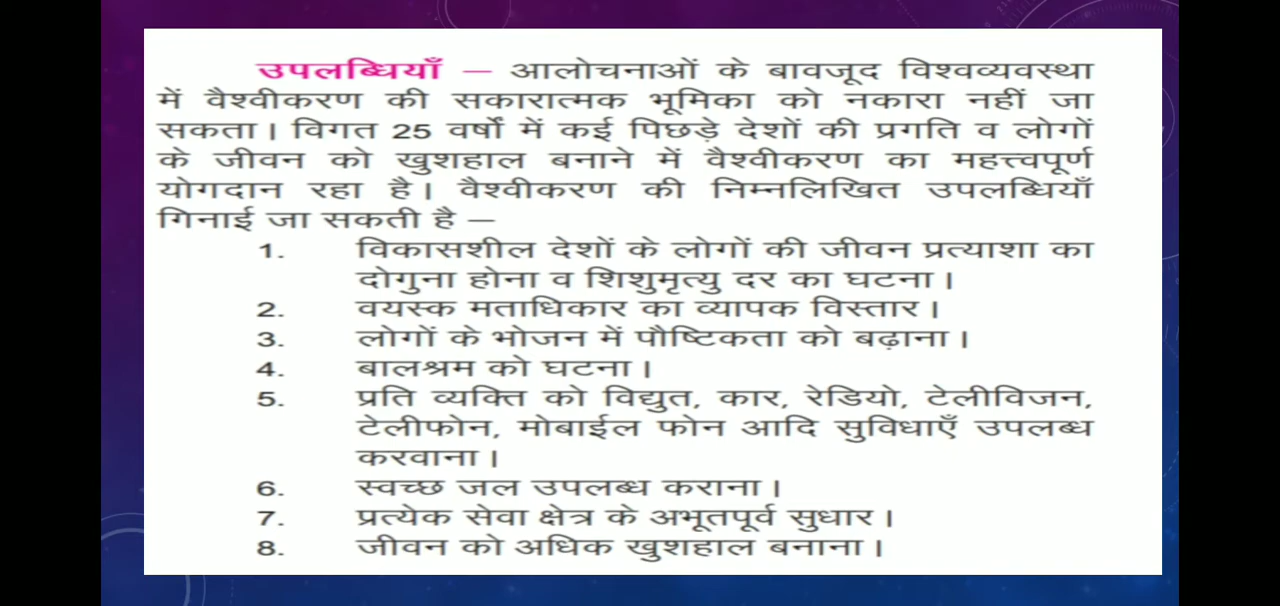 उपलब्धियाँ – आलोचनाओं के बावजूद विश्वव्यवस्था
में वैश्वीकरण की सकारात्मक भूमिका को नकारा नहीं जा
सकता। विगत 25 वर्षों में कई पिछड़े देशों की प्रगति व लोगों
के जीवन को खुशहाल बनाने में वैश्वीकरण का महत्त्वपूर्ण
योगदान रहा है। वैश्वीकरण की निम्नलिखित उपलब्धियाँ
गिनाई जा सकती है –
1. विकासशील देशों के लोगों की जीवन प्रत्याशा का
दोगुना होना व शिशुमृत्यु दर का घटना।
2. वयस्क मताधिकार का व्यापक विस्तार।
3. लोगों के भोजन में पौष्टिकता को बढ़ाना।
4. बालश्रम को घटना।
5. प्रति व्यक्ति को विद्युत, कार, रेडियो, टेलीविजन,
टेलीफोन, मोबाईल फोन आदि सुविधाएँ उपलब्ध
करवाना।
6. स्वच्छ जल उपलब्ध कराना।
7. प्रत्येक सेवा क्षेत्र के अभूतपूर्व सुधार।
8. जीवन को अधिक खुशहाल बनाना।